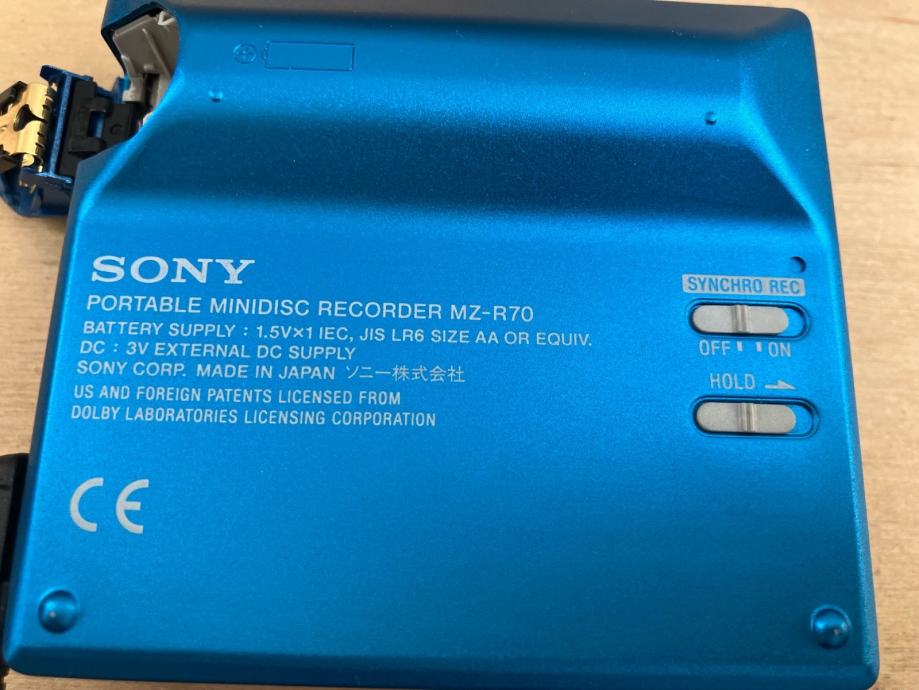 SONY
PORTABLE MINIDISC RECORDER MZ-R70
BATTERY SUPPLY : 1.5V×1 IEC, JIS LR6 SIZE AA OR EQUIV.
DC : 3V EXTERNAL DC SUPPLY
SONY CORP. MADE IN JAPAN ソニー株式会社
US AND FOREIGN PATENTS LICENSED FROM
DOLBY LABORATORIES LICENSING CORPORATION
CE
SYNCHRO REC
OFF ON
HOLD